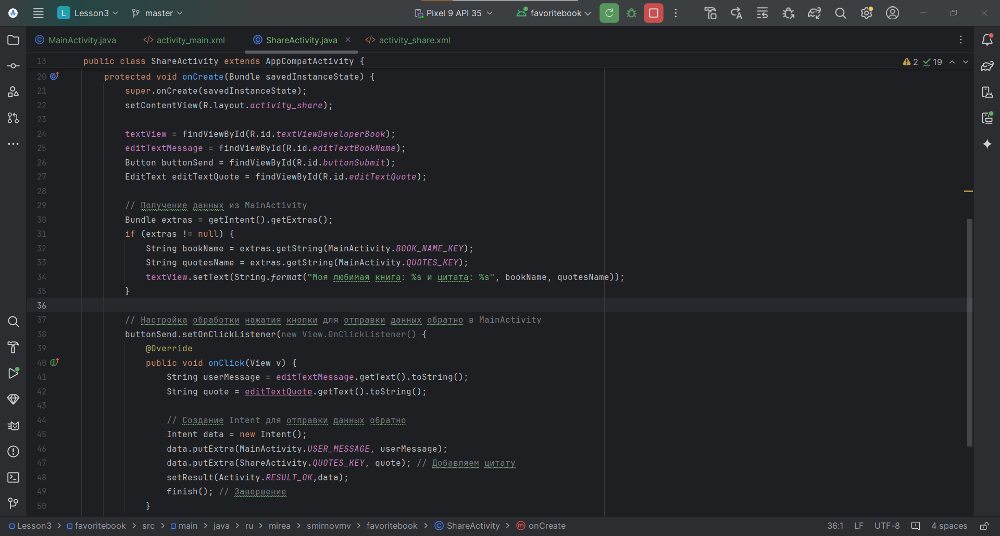 Lesson3 master Pixel 9 API 35 favoritebook
MainActivity.java activity_main.xml ShareActivity.java activity_share.xml
13 public class ShareActivity extends AppCompatActivity { 2 19
20 protected void onCreate(Bundle savedInstanceState) {
21 super.onCreate(savedInstanceState);
22 setContentView(R.layout.activity_share);
23
24 textView = findViewById(R.id.textViewDeveloperBook);
25 editTextMessage = findViewById(R.id.editTextBookName);
26 Button buttonSend = findViewById(R.id.buttonSubmit);
27 EditText editTextQuote = findViewById(R.id.editTextQuote);
28
29 // Получение данных из MainActivity
30 Bundle extras = getIntent().getExtras();
31 if (extras != null) {
32 String bookName = extras.getString(MainActivity.BOOK_NAME_KEY);
33 String quotesName = extras.getString(MainActivity.QUOTES_KEY);
34 textView.setText(String.format("Моя любимая книга: %s и цитата: %s", bookName, quotesName));
35 }
36
37 // Настройка обработки нажатия кнопки для отправки данных обратно в MainActivity
38 buttonSend.setOnClickListener(new View.OnClickListener() {
39 @Override
40 public void onClick(View v) {
41 String userMessage = editTextMessage.getText().toString();
42 String quote = editTextQuote.getText().toString();
43
44 // Создание Intent для отправки данных обратно
45 Intent data = new Intent();
46 data.putExtra(MainActivity.USER_MESSAGE, userMessage);
47 data.putExtra(ShareActivity.QUOTES_KEY, quote); // Добавляем цитату
48 setResult(Activity.RESULT_OK,data);
49 finish(); // Завершение
50 }
Lesson3 > favoritebook > src > main > java > ru > mirea > smirnovmv > favoritebook > ShareActivity > onCreate 36:1 LF UTF-8 4 spaces